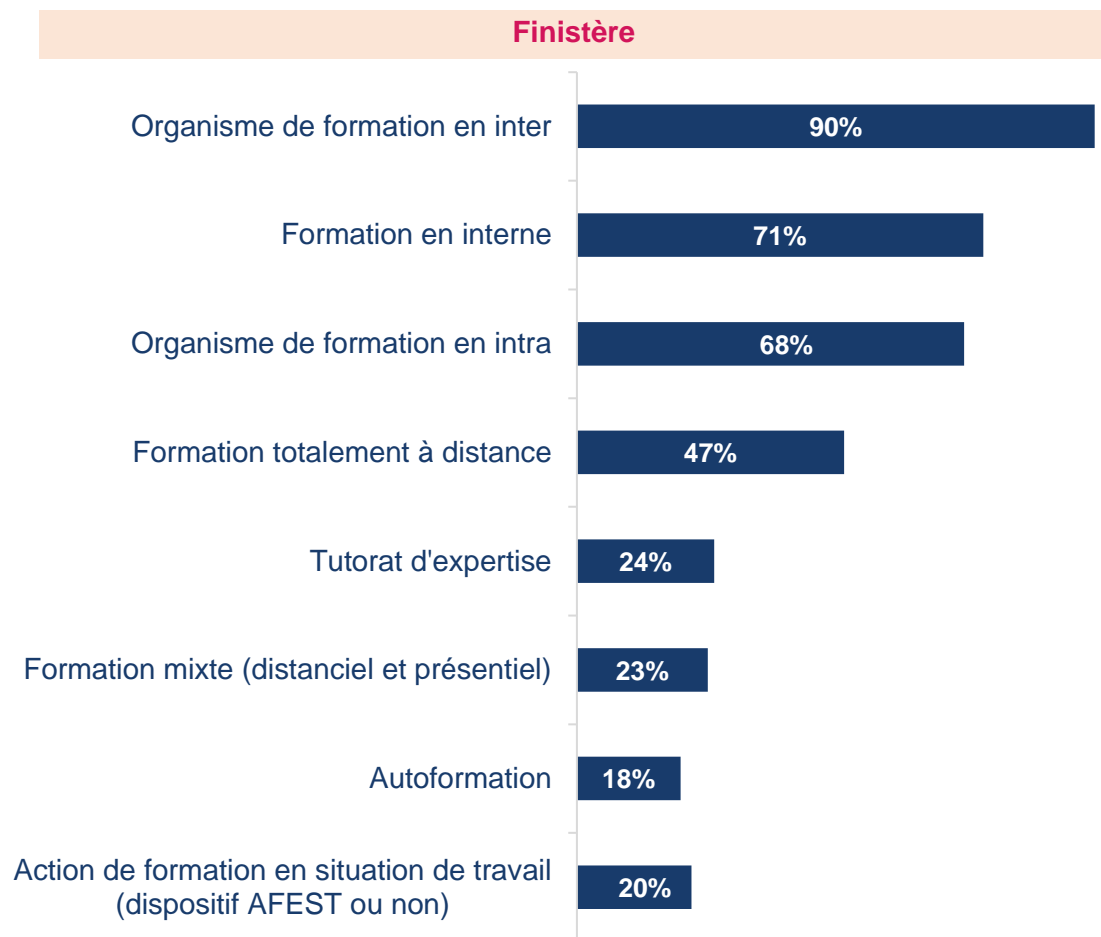 Finistère
Organisme de formation en inter
90%
Formation en interne
71%
Organisme de formation en intra
68%
Formation totalement à distance
47%
Tutorat d'expertise
24%
Formation mixte (distanciel et présentiel)
23%
Autoformation
18%
Action de formation en situation de travail
(dispositif AFEST ou non)
20%